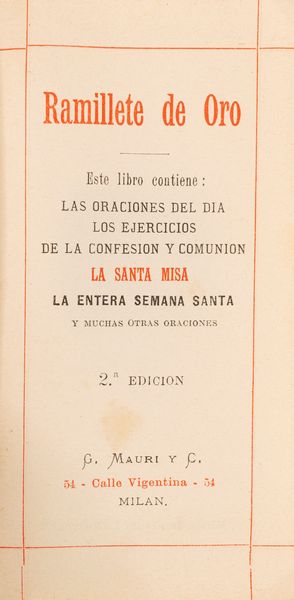 Ramillete de Oro
Este libro contiene:
LAS ORACIONES DEL DIA
LOS EJERCICIOS
DE LA CONFESION Y COMUNION
LA SANTA MISA
LA ENTERA SEMANA SANTA
Y MUCHAS OTRAS ORACIONES
2.ª EDICION
G. MAURI Y C.
54 - Calle Vigentina - 54
MILAN.